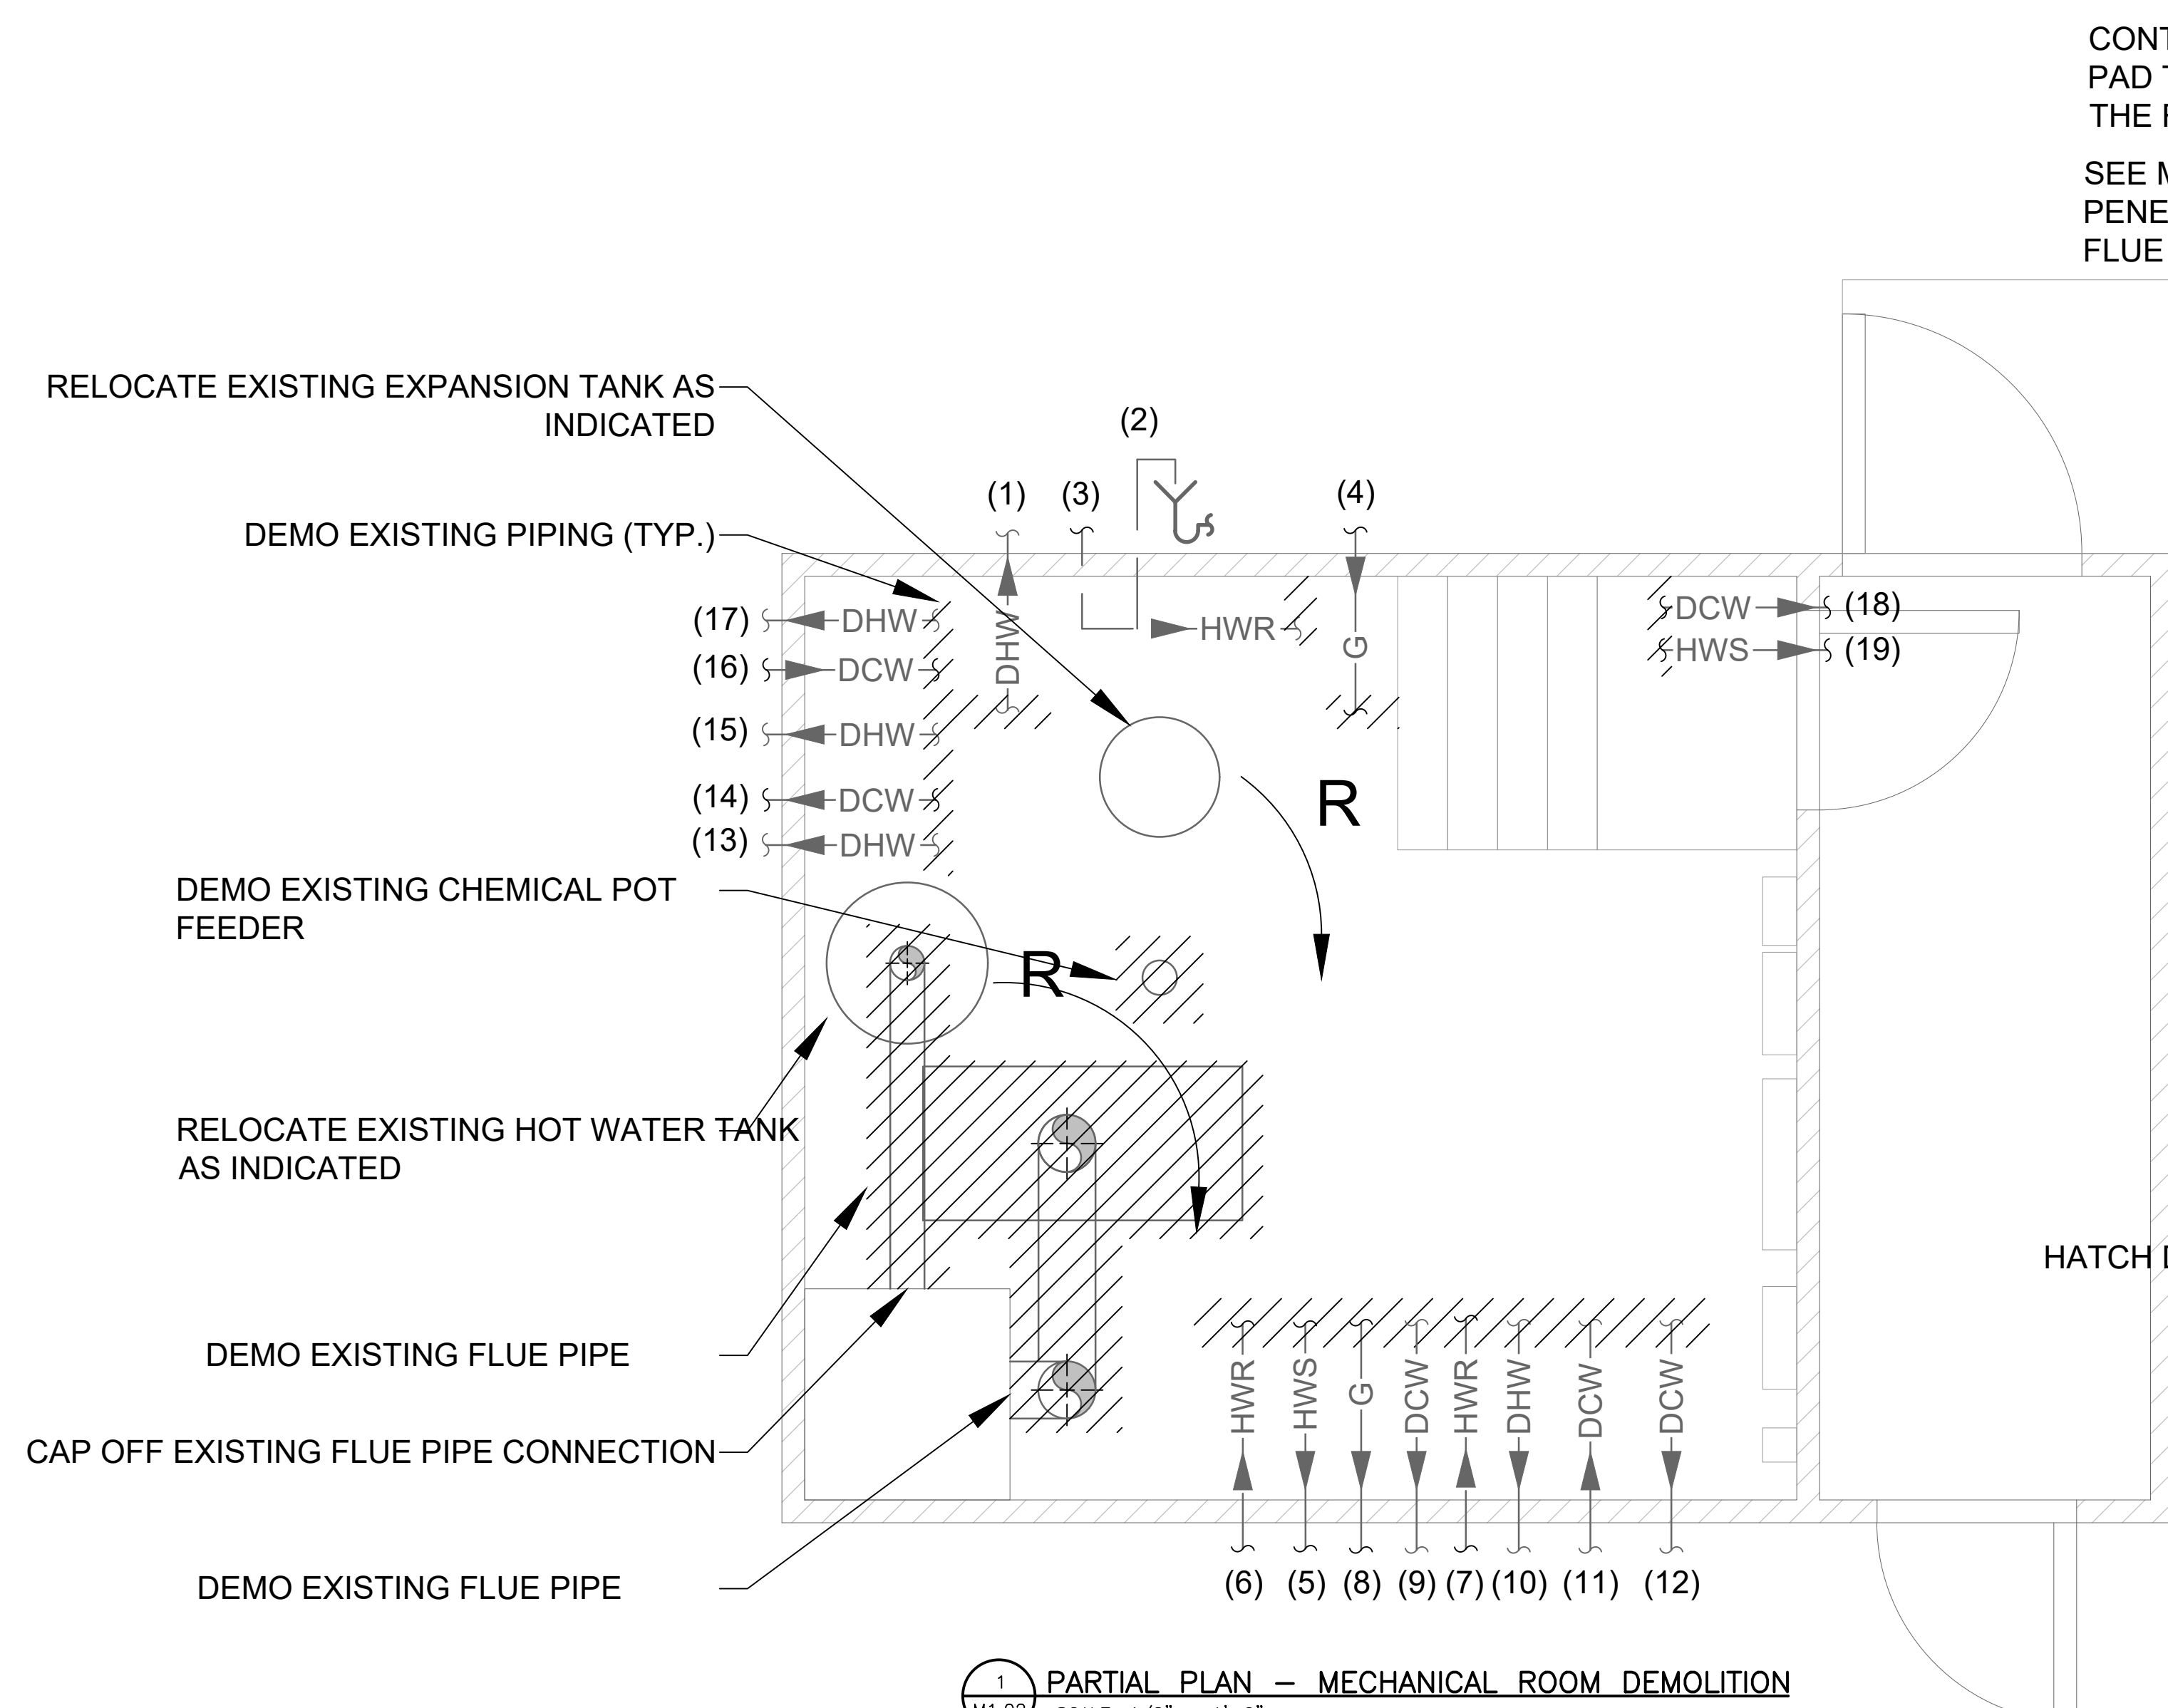 CONT
PAD
THE
SEE
PENE
FLUE
RELOCATE EXISTING EXPANSION TANK AS
INDICATED
(2)
(1)
(3)
(4)
DEMO EXISTING PIPING (TYP.)
(17)
DHW
DHW
HWR
G
DCW
(18)
(16)
DCW
HWS
(19)
(15)
DHW
(14)
DCW
R
(13)
DHW
DEMO EXISTING CHEMICAL POT
FEEDER
R
RELOCATE EXISTING HOT WATER TANK
AS INDICATED
HATCH
DEMO EXISTING FLUE PIPE
HWR
HWS
G
DCW
HWR
DHW
DCW
DCW
CAP OFF EXISTING FLUE PIPE CONNECTION
DEMO EXISTING FLUE PIPE
(6) (5) (8) (9) (7) (10) (11) (12)
1
PARTIAL PLAN - MECHANICAL ROOM DEMOLITION